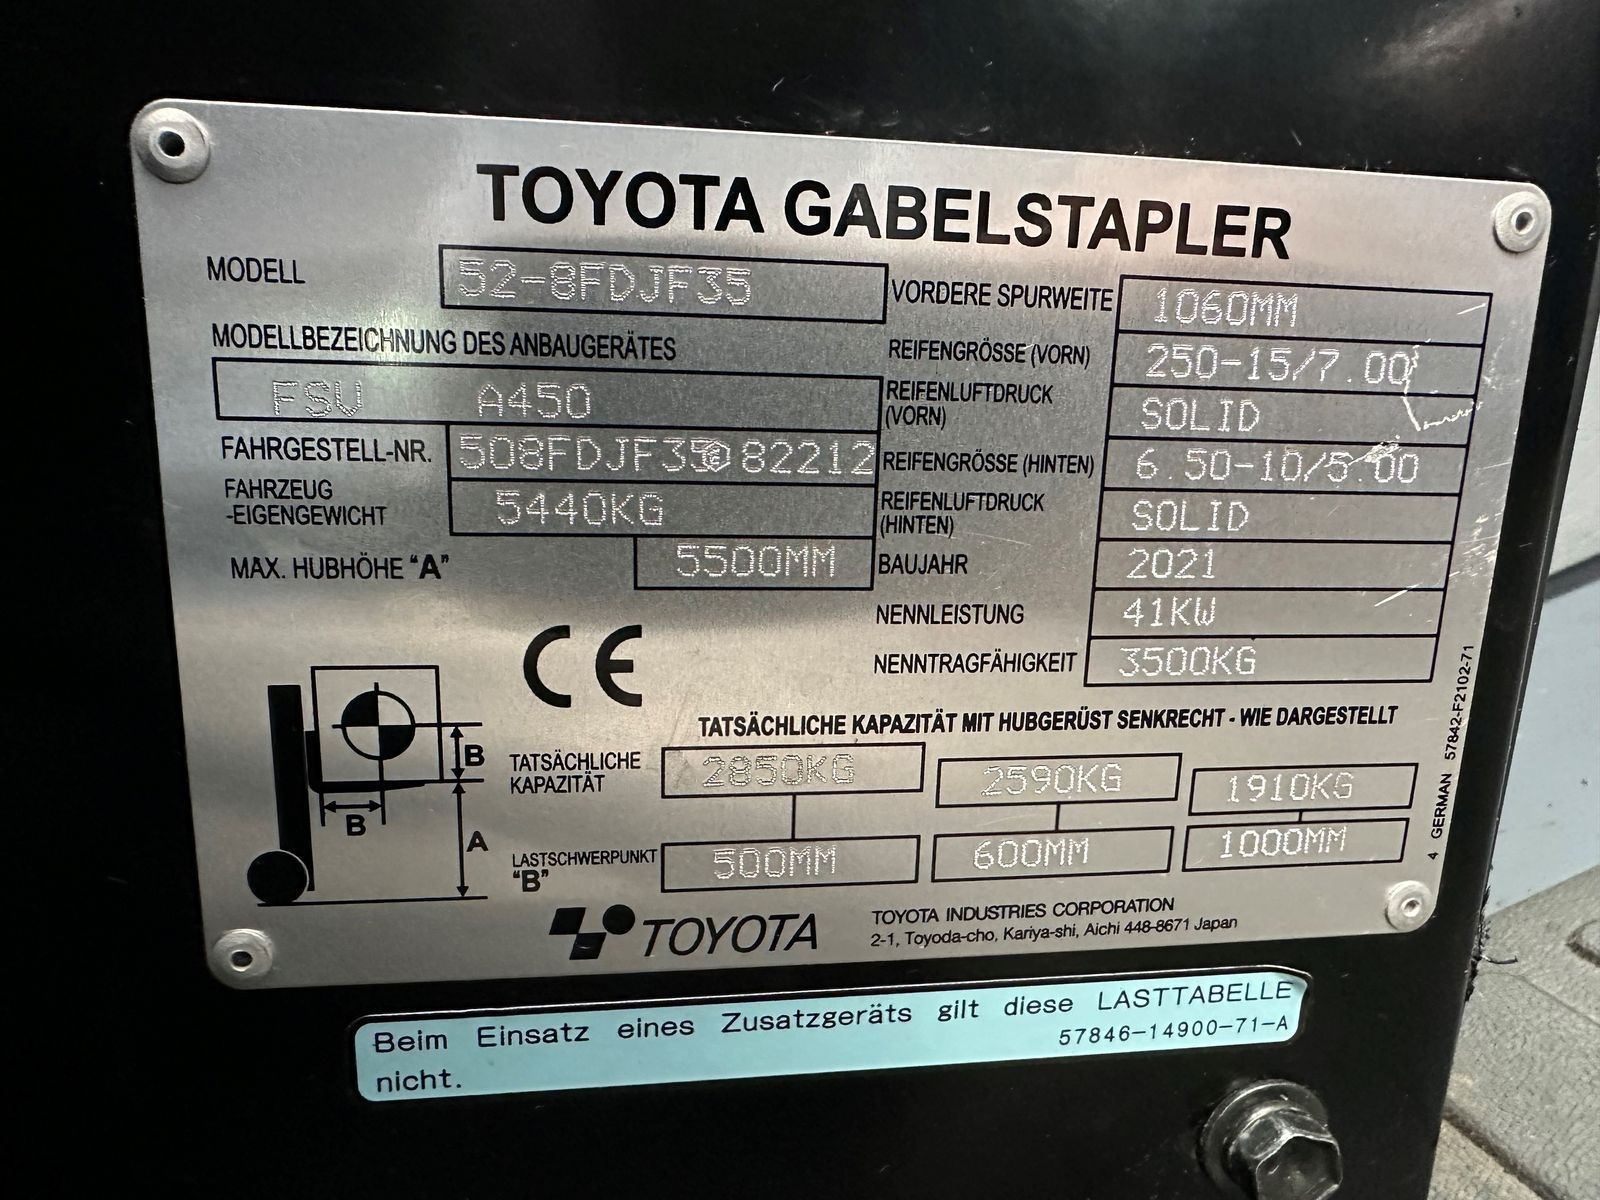 TOYOTA GABELSTAPLER
MODELL 52-8FDJF35
MODELLBEZEICHNUNG DES ANBAUGERÄTES
FSV A450
FAHRGESTELL-NR. 508FDJF35 82212
FAHRZEUG
-EIGENGEWICHT 5440KG
MAX. HUBHÖHE "A" 5500MM
VORDERE SPURWEITE 1060MM
REIFENGRÖSSE (VORN) 250-15/7.00
REIFENLUFTDRUCK
(VORN) SOLID
REIFENGRÖSSE (HINTEN) 6.50-10/5.00
REIFENLUFTDRUCK
(HINTEN) SOLID
BAUJAHR 2021
NENNLEISTUNG 41KW
NENNTRAGFÄHIGKEIT 3500KG
CE
TATSÄCHLICHE KAPAZITÄT MIT HUBGERÜST SENKRECHT - WIE DARGESTELLT
B
B
A
TATSÄCHLICHE
KAPAZITÄT 2850KG 2590KG 1910KG
LASTSCHWERPUNKT
"B" 500MM 600MM 1000MM
4 GERMAN 57842-F2102-71
TOYOTA
TOYOTA INDUSTRIES CORPORATION
2-1, Toyoda-cho, Kariya-shi, Aichi 448-8671 Japan
Beim Einsatz eines Zusatzgeräts gilt diese LASTTABELLE
nicht. 57846-14900-71-A